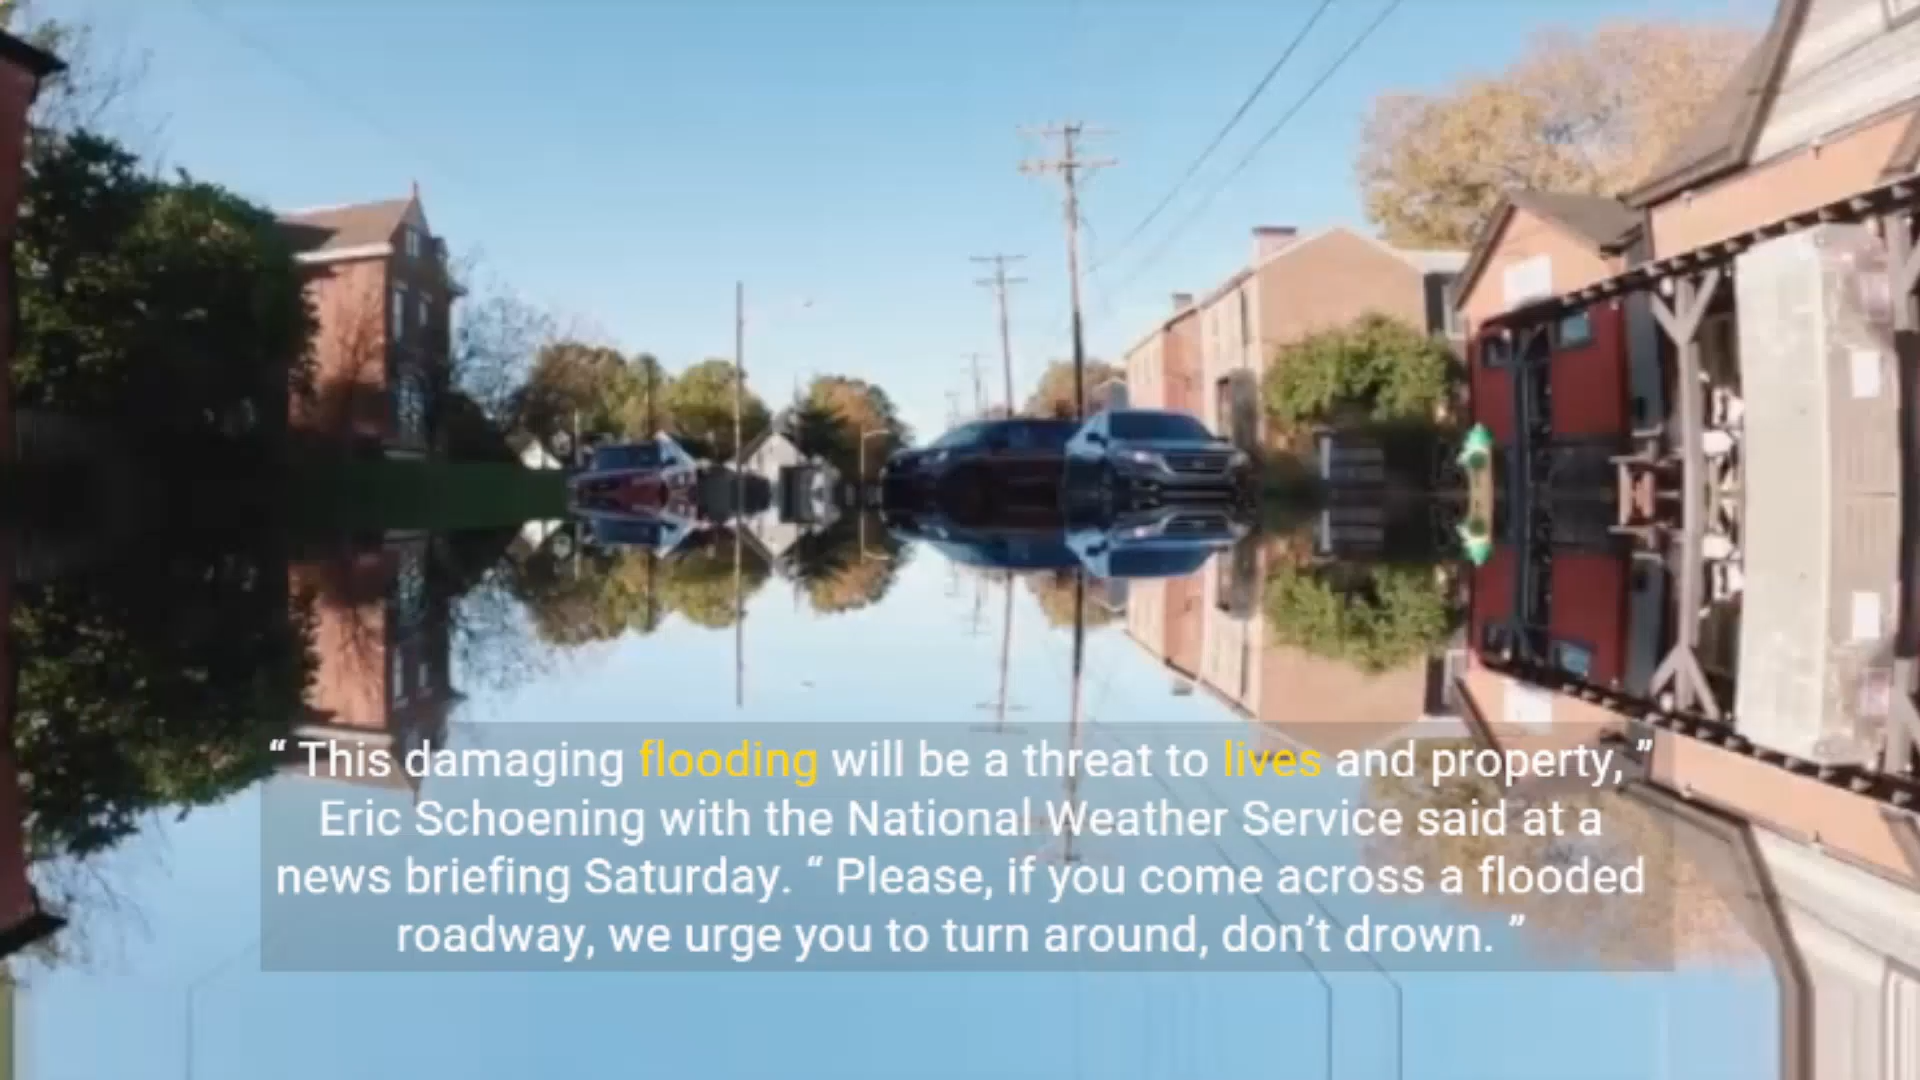 “ This damaging flooding will be a threat to lives and property, ”
Eric Schoening with the National Weather Service said at a
news briefing Saturday. “ Please, if you come across a flooded
roadway, we urge you to turn around, don’t drown. ”